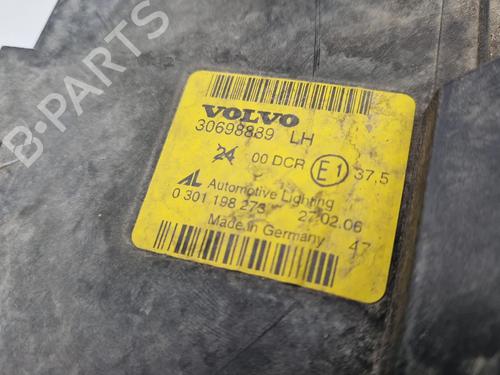 VOLVO
30698889 LH
24 00 DCR E1 37,5
AL Automotive Lighting
0 301 198 273 27.02.06
Made in Germany 47
B-PARTS